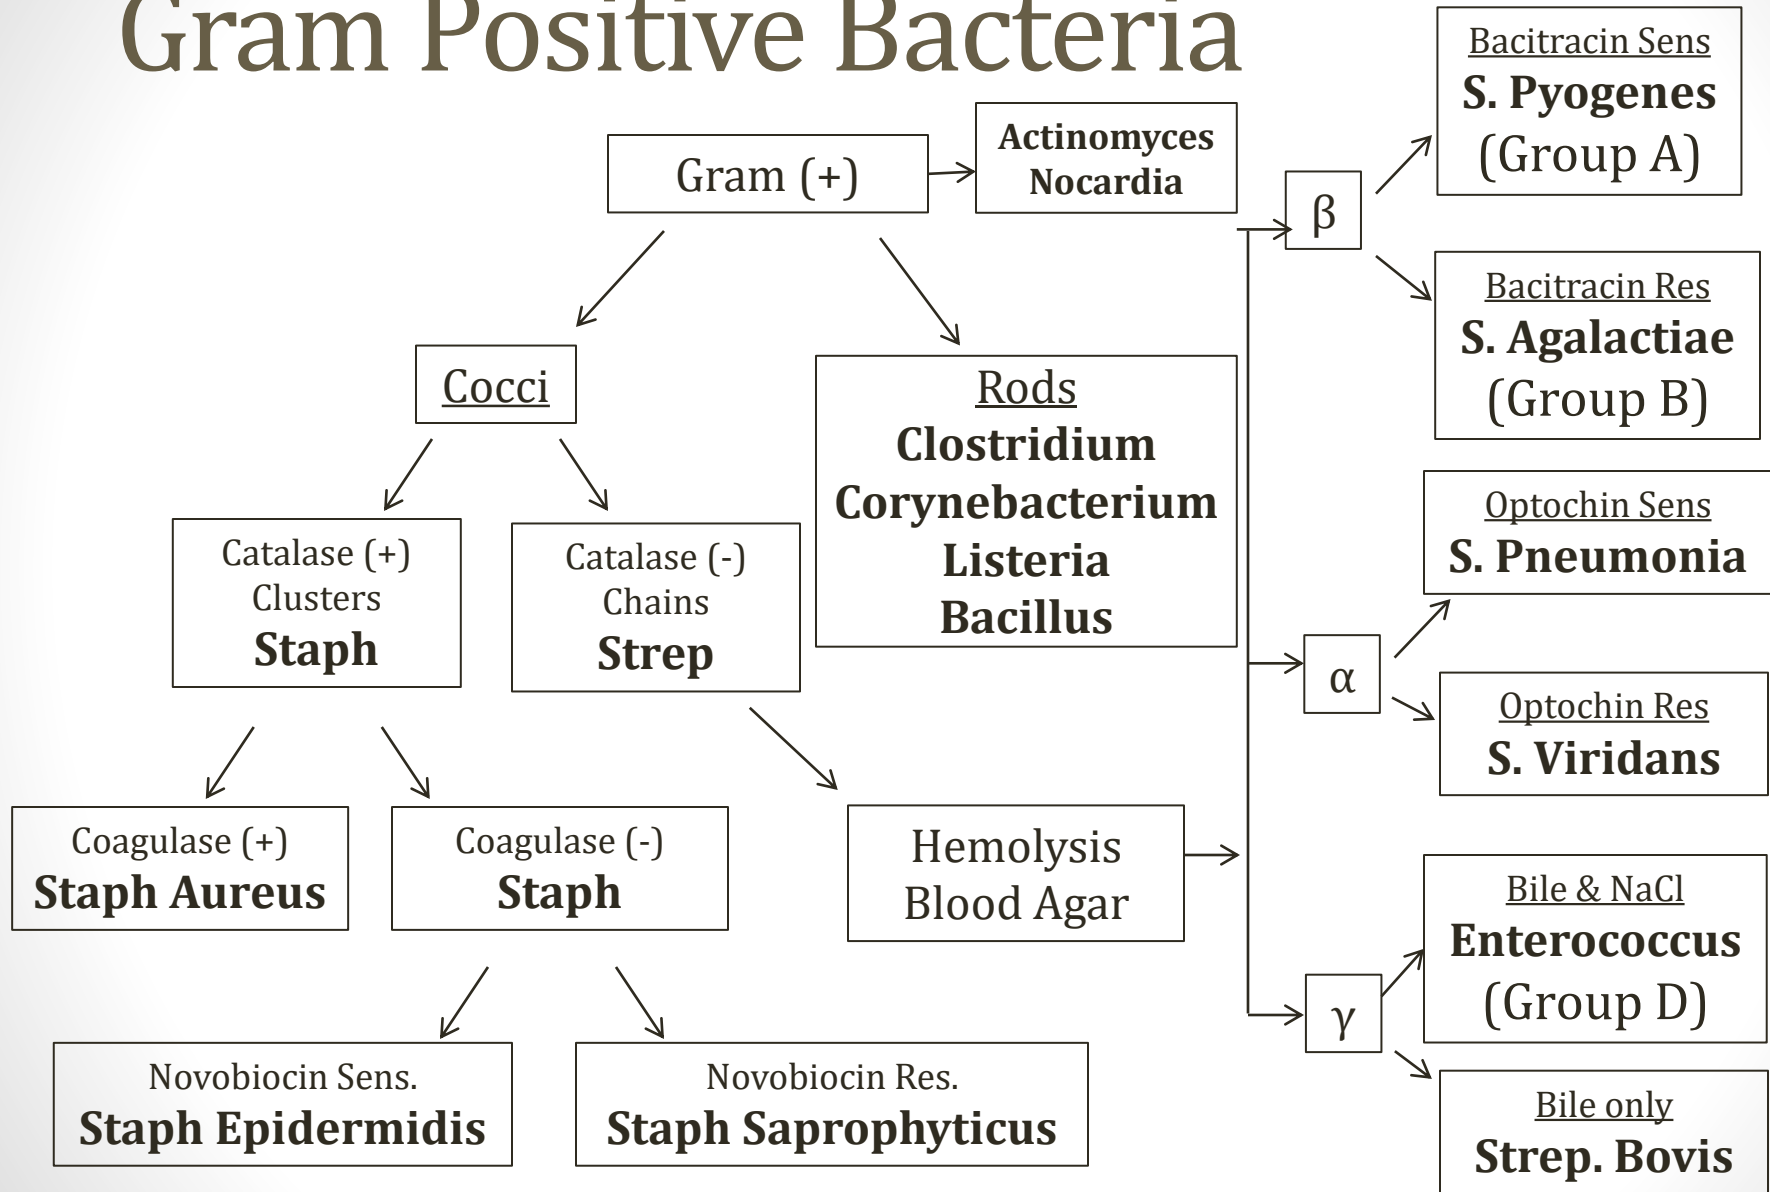 Gram Positive Bacteria
Gram (+)
Actinomyces
Nocardia
Cocci
Rods
Clostridium
Corynebacterium
Listeria
Bacillus
Catalase (+)
Clusters
Staph
Catalase (-)
Chains
Strep
Coagulase (+)
Staph Aureus
Coagulase (-)
Staph
Novobiocin Sens.
Staph Epidermidis
Novobiocin Res.
Staph Saprophyticus
Hemolysis
Blood Agar
β
Bacitracin Sens
S. Pyogenes
(Group A)
Bacitracin Res
S. Agalactiae
(Group B)
α
Optochin Sens
S. Pneumonia
Optochin Res
S. Viridans
γ
Bile & NaCl
Enterococcus
(Group D)
Bile only
Strep. Bovis